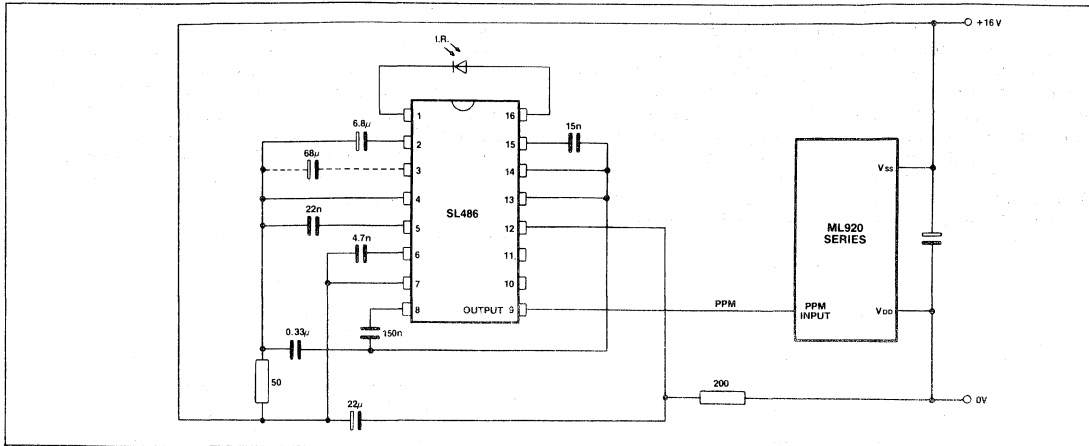 +16 V
I.R.
1
16
6.8μ
2
15
15n
68μ
3
14
4
13
SL486
22n
5
12
4.7n
6
11
7
10
8
OUTPUT 9
150n
0.33μ
50
22μ
200
PPM
ML920
SERIES
VSS
PPM
INPUT
VDD
0V